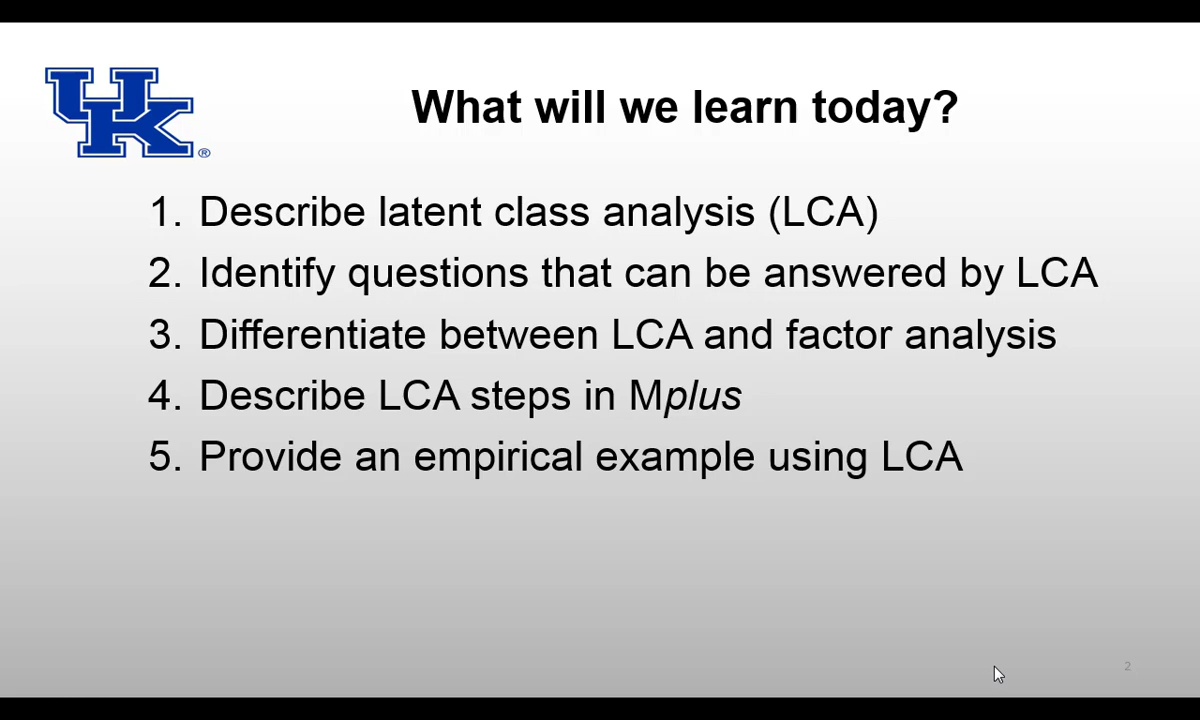 UK®
What will we learn today?
1. Describe latent class analysis (LCA)
2. Identify questions that can be answered by LCA
3. Differentiate between LCA and factor analysis
4. Describe LCA steps in Mplus
5. Provide an empirical example using LCA
2